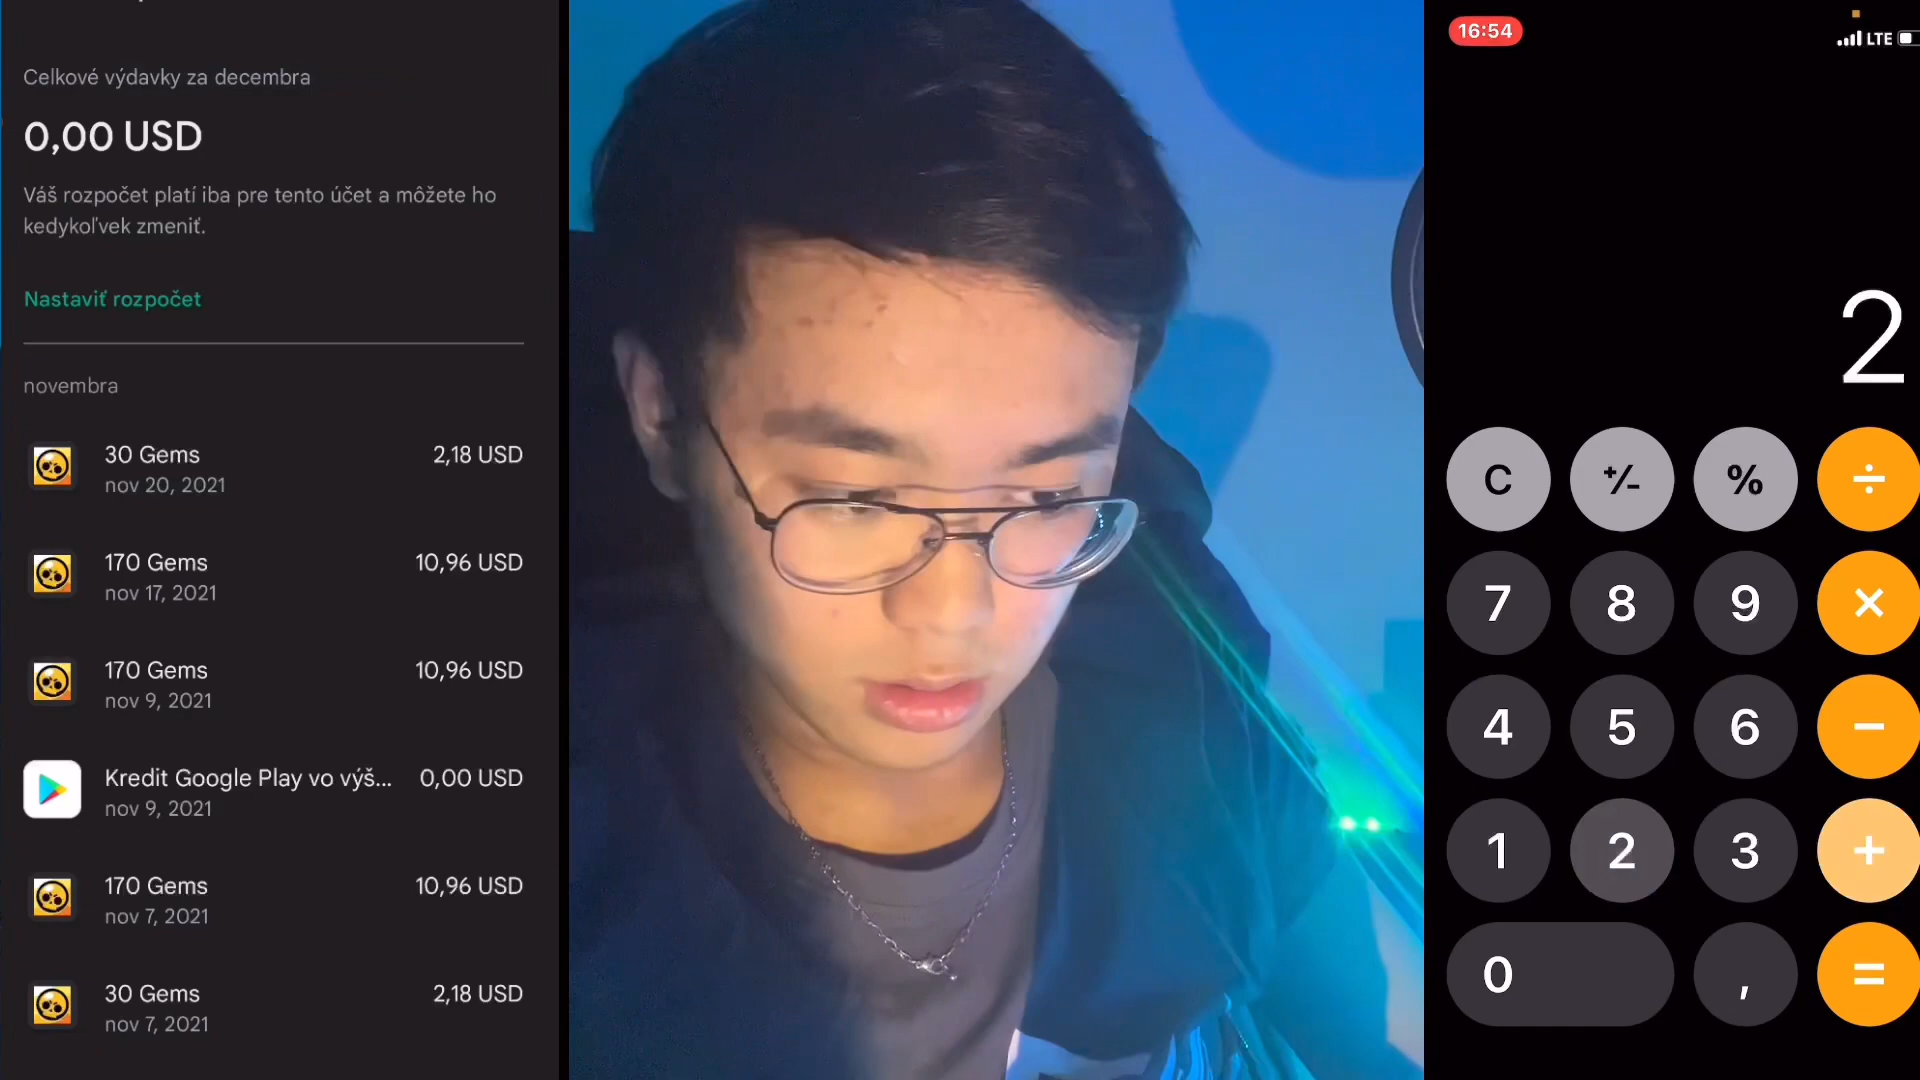 Celkové výdavky za decembra
0,00 USD
Váš rozpočet platí iba pre tento účet a môžete ho
kedykoľvek zmeniť.
Nastaviť rozpočet
novembra
30 Gems 2,18 USD
nov 20, 2021
170 Gems 10,96 USD
nov 17, 2021
170 Gems 10,96 USD
nov 9, 2021
Kredit Google Play vo výš... 0,00 USD
nov 9, 2021
170 Gems 10,96 USD
nov 7, 2021
30 Gems 2,18 USD
nov 7, 2021
16:54 LTE
2
C +/- % ÷
7 8 9 ×
4 5 6 −
1 2 3 +
0 , =